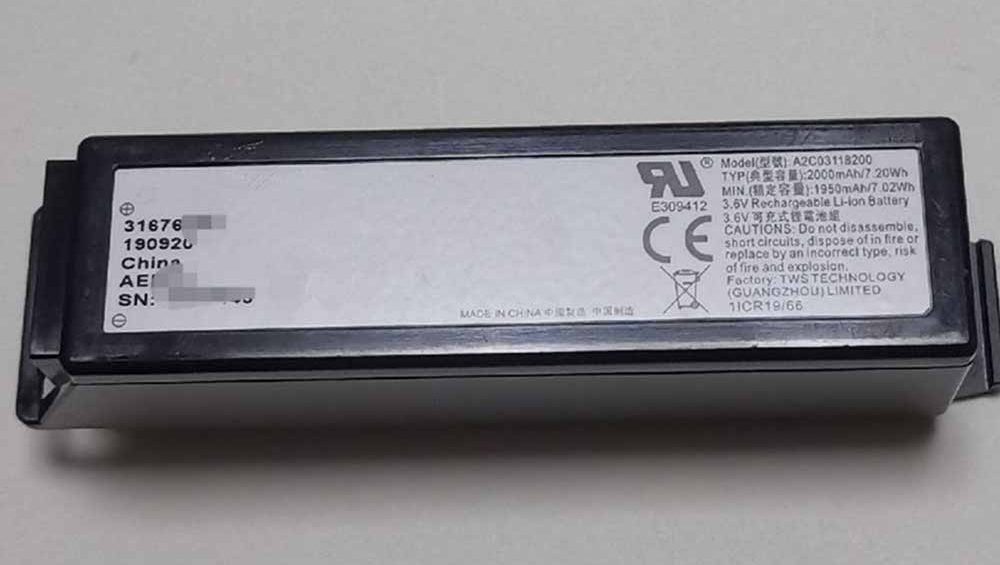 31676
190920
China
SN:
MADE IN CHINA 中國製造 中国制造
E309412
CE
Model(型號): A2C03118200
TYP(典型容量):2000mAh/7.20Wh
MIN.(額定容量):1950mAh/7.02Wh
3.6V Rechargeable Li-ion Battery
3.6V 可充式鋰電池組
CAUTIONS: Do not disassemble,
short circuits, dispose of in fire or
replace by an incorrect type, risk
of fire and explosion.
Factory: TWS TECHNOLOGY
(GUANGZHOU) LIMITED
1ICR19/66